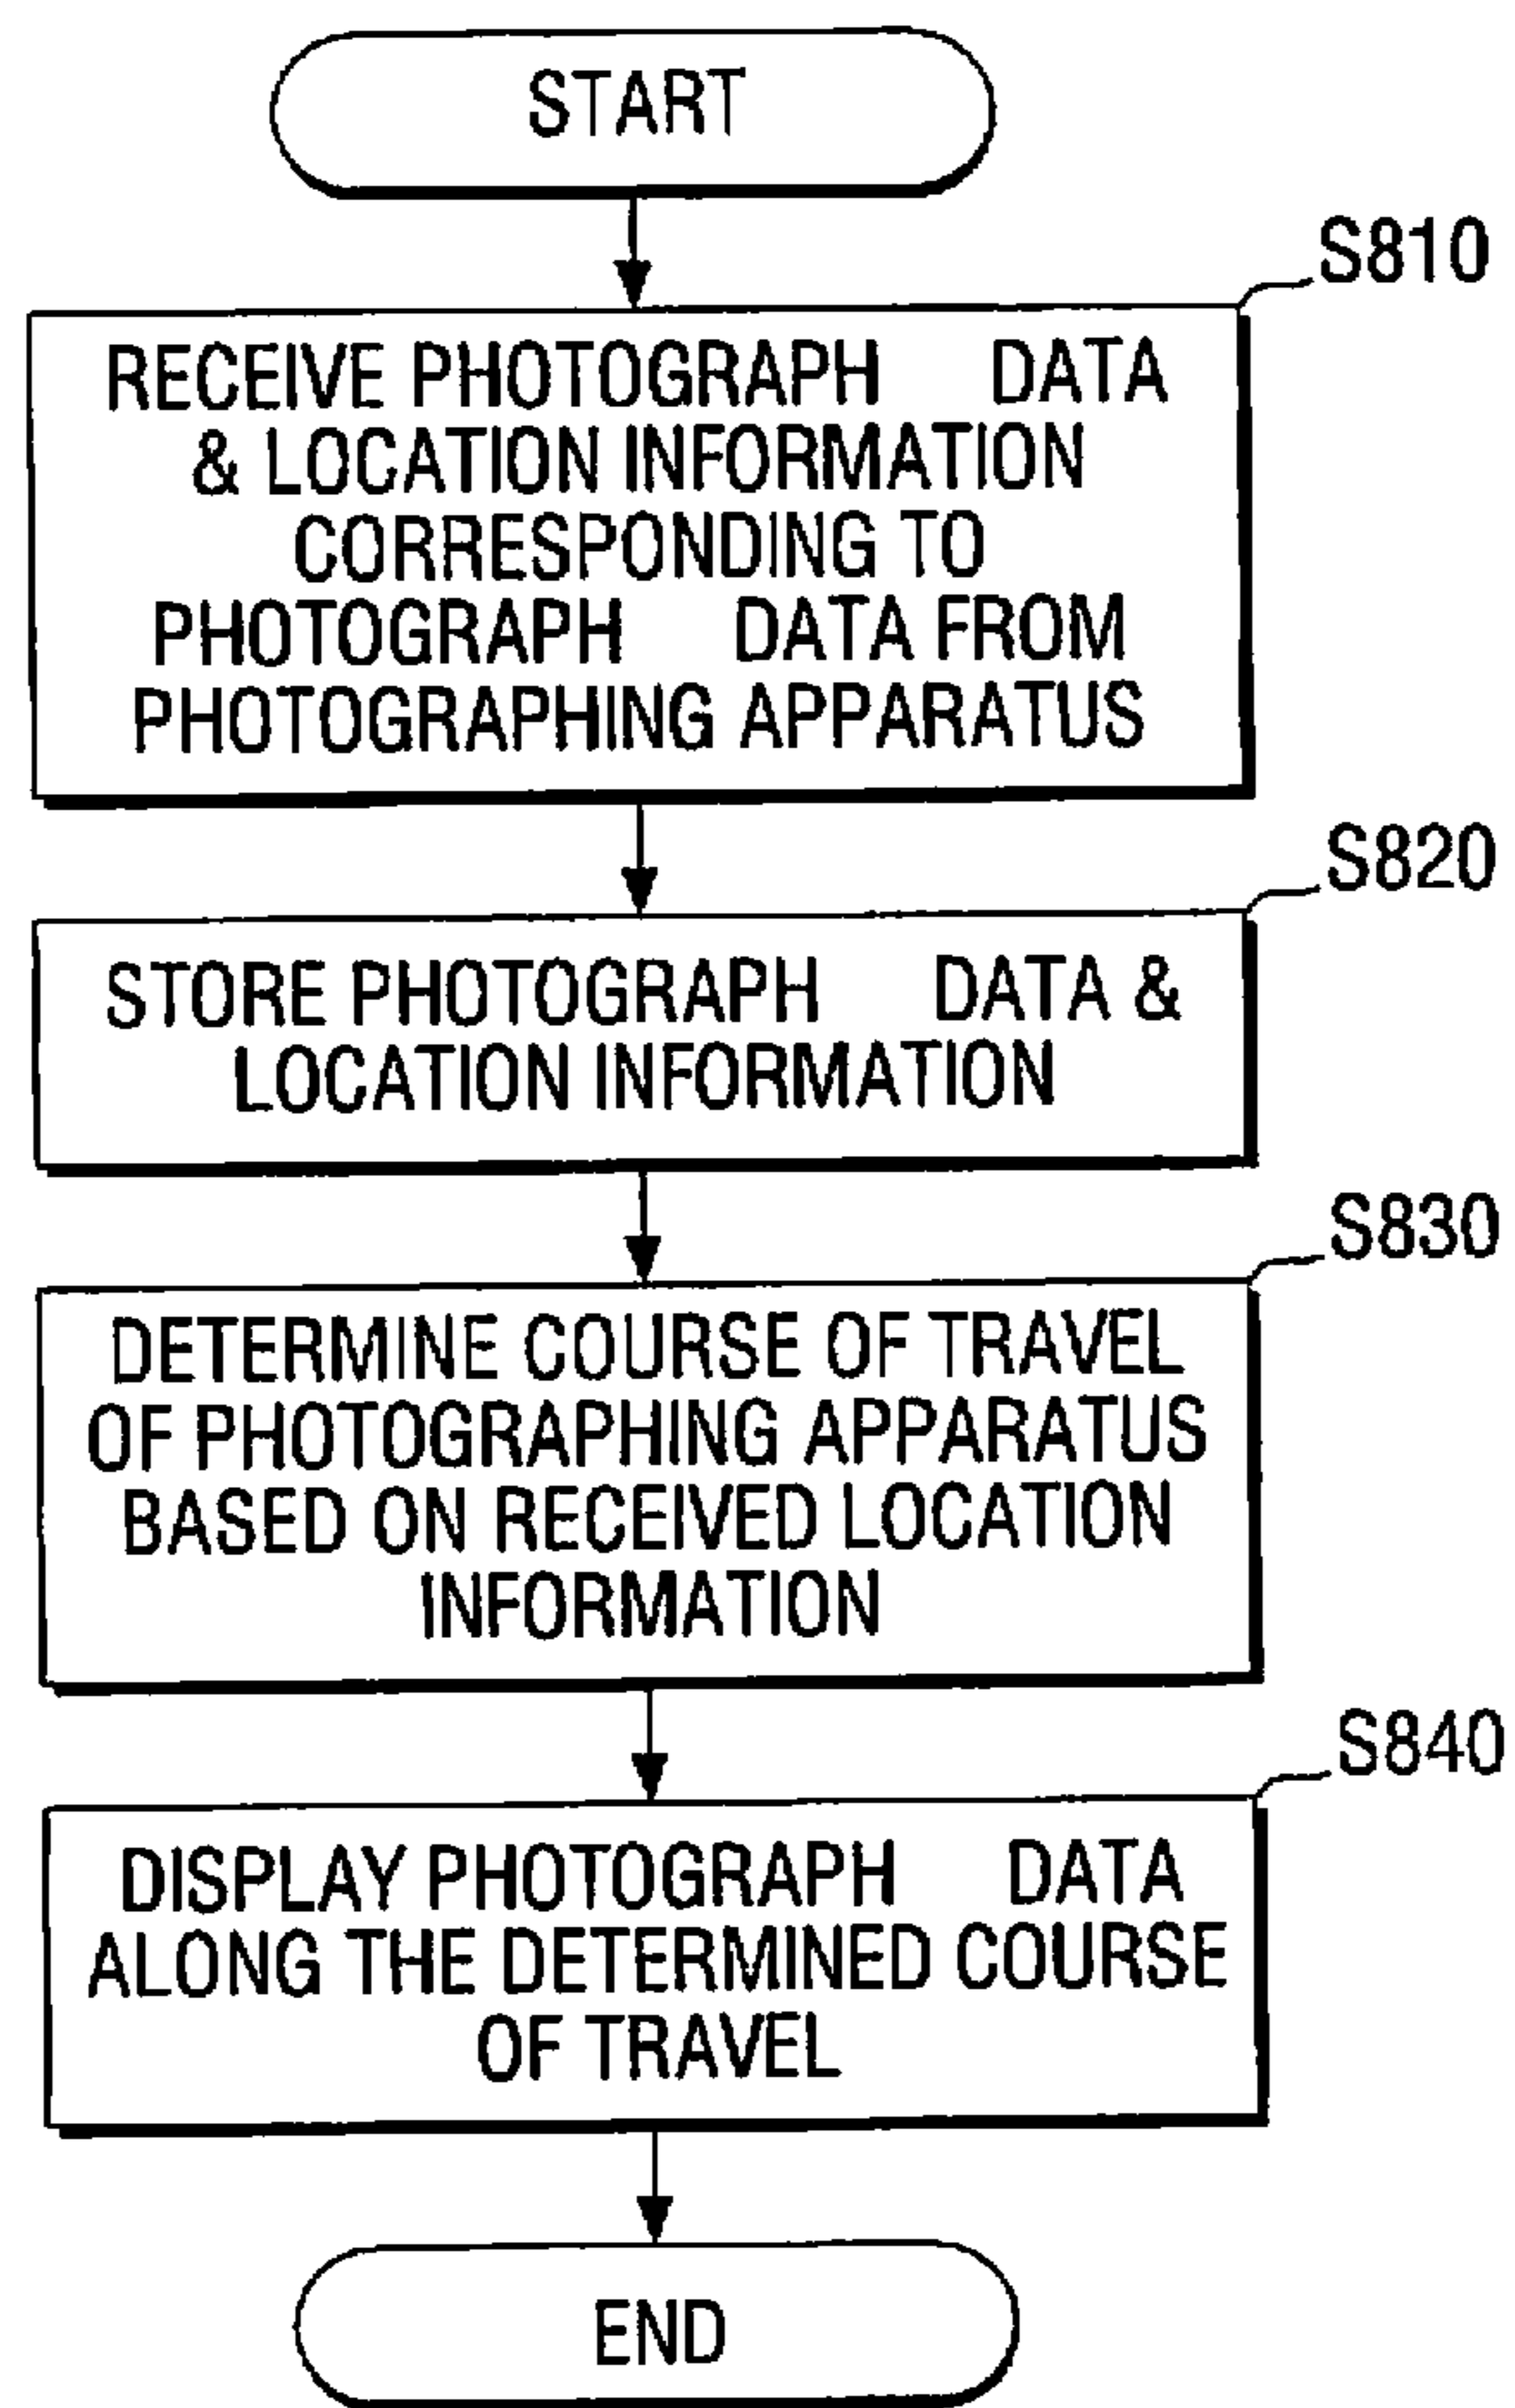 START
S810
RECEIVE PHOTOGRAPH DATA
& LOCATION INFORMATION
CORRESPONDING TO
PHOTOGRAPH DATA FROM
PHOTOGRAPHING APPARATUS
S820
STORE PHOTOGRAPH DATA &
LOCATION INFORMATION
S830
DETERMINE COURSE OF TRAVEL
OF PHOTOGRAPHING APPARATUS
BASED ON RECEIVED LOCATION
INFORMATION
S840
DISPLAY PHOTOGRAPH DATA
ALONG THE DETERMINED COURSE
OF TRAVEL
END